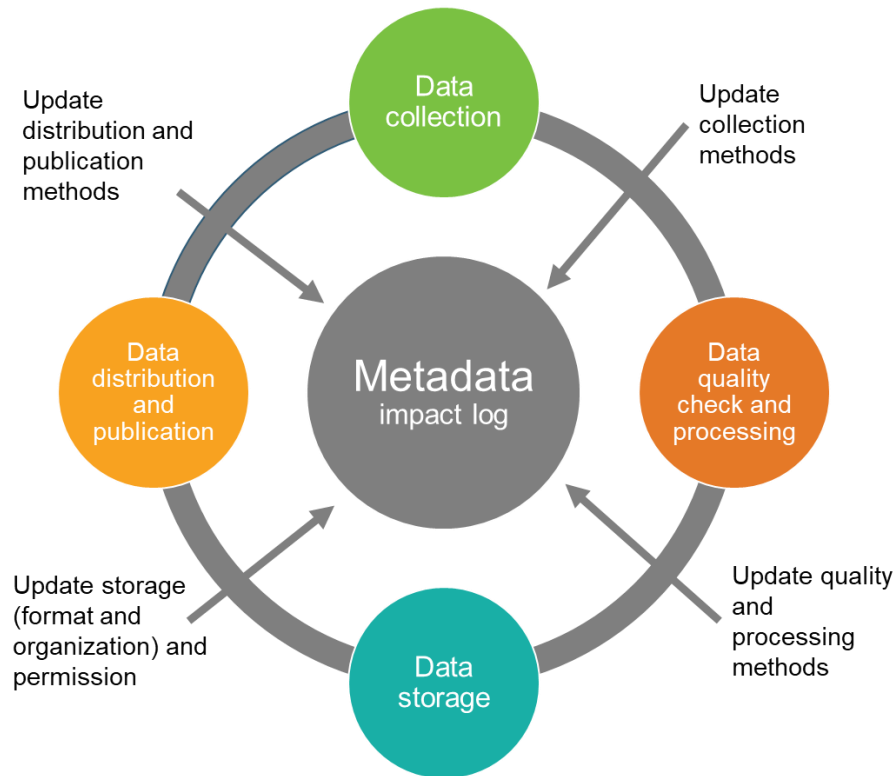 Data
collection
Update
distribution and
publication
methods
Update
collection
methods
Data
distribution
and
publication
Metadata
impact log
Data
quality
check and
processing
Update storage
(format and
organization) and
permission
Data
storage
Update quality
and
processing
methods